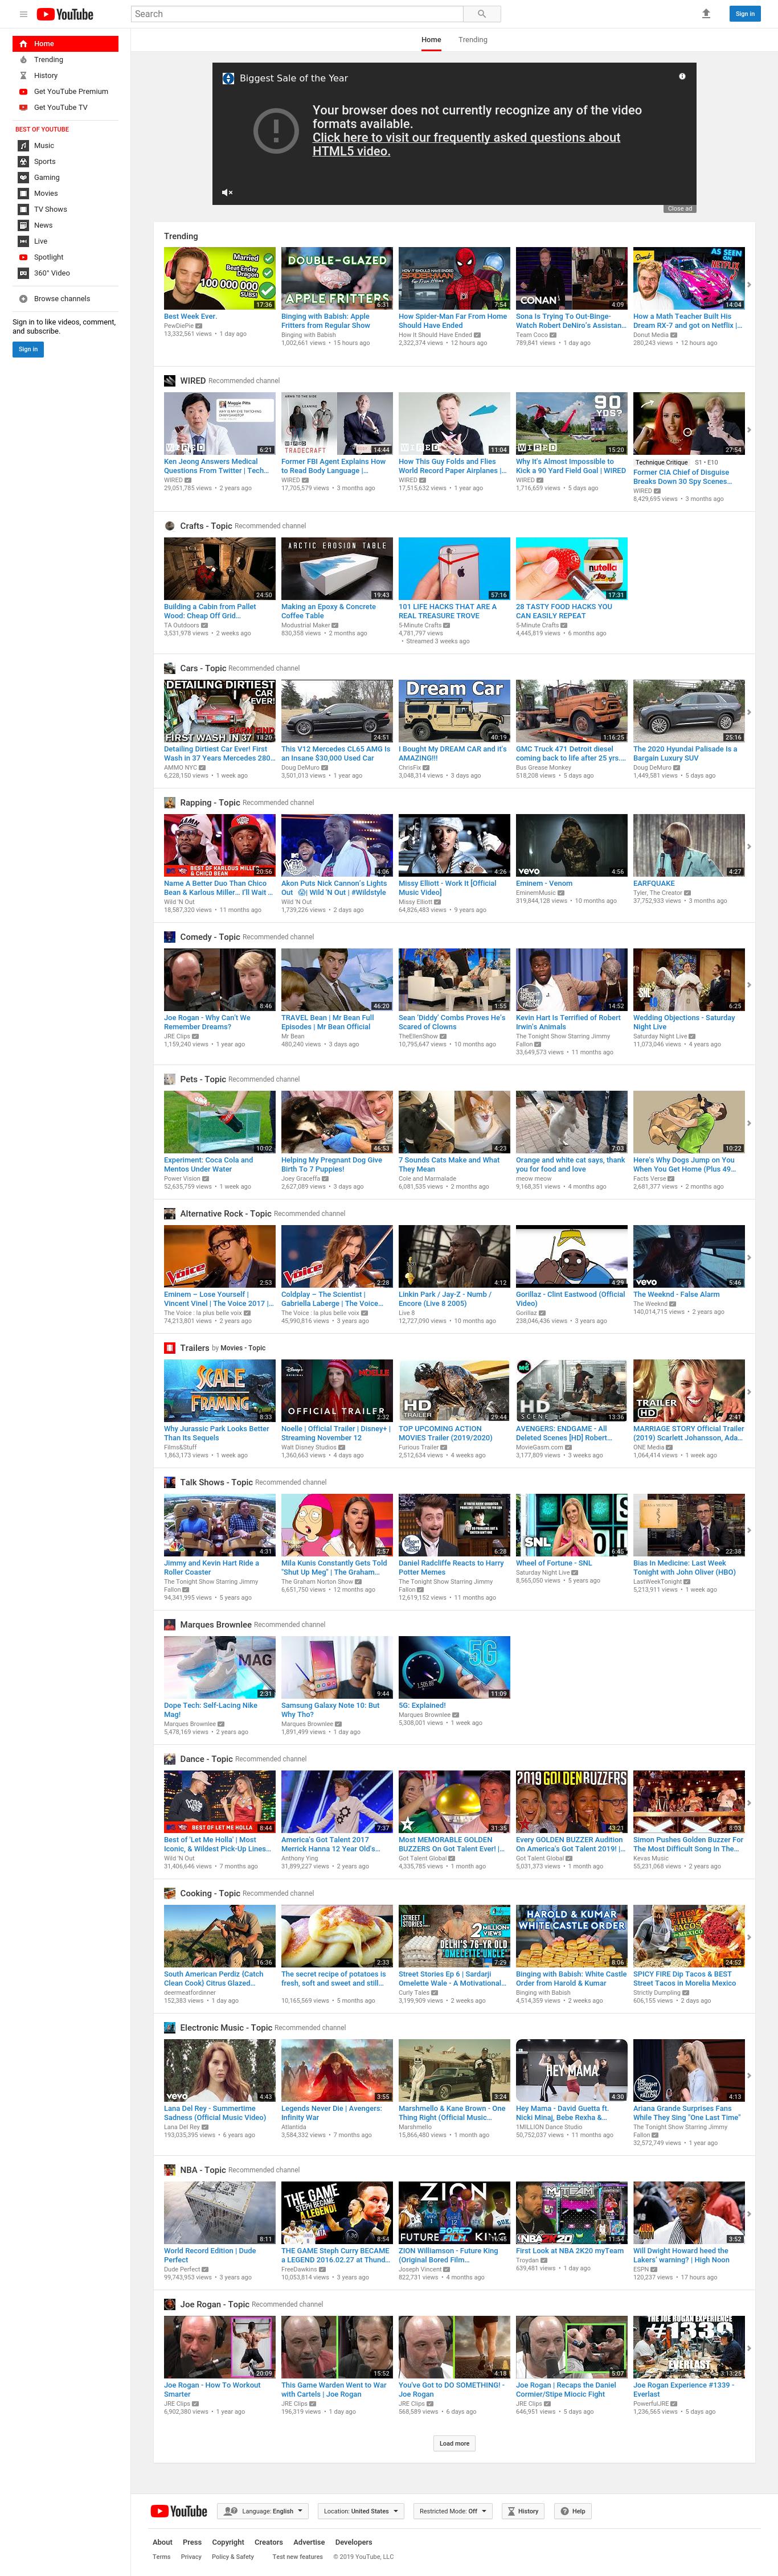 YouTube
Search
Sign in
Home
Trending
History
Get YouTube Premium
Get YouTube TV
BEST OF YOUTUBE
Music
Sports
Gaming
Movies
TV Shows
News
Live
Spotlight
360° Video
Browse channels
Sign in to like videos, comment,
and subscribe.
Sign in
Home Trending
Biggest Sale of the Year
Your browser does not currently recognize any of the video
formats available.
Click here to visit our frequently asked questions about
HTML5 video.
Close ad
Trending
Best Week Ever.
PewDiePie
13,332,561 views • 1 day ago
Binging with Babish: Apple
Fritters from Regular Show
Binging with Babish
1,002,661 views • 15 hours ago
How Spider-Man Far From Home
Should Have Ended
How It Should Have Ended
2,322,374 views • 12 hours ago
Sona Is Trying To Out-Binge-
Watch Robert DeNiro's Assistan...
Team Coco
789,841 views • 1 day ago
How a Math Teacher Built His
Dream RX-7 and got on Netflix |...
Donut Media
280,243 views • 12 hours ago
WIRED Recommended channel
Ken Jeong Answers Medical
Questions From Twitter | Tech...
WIRED
29,051,785 views • 2 years ago
Former FBI Agent Explains How
to Read Body Language |...
WIRED
17,705,579 views • 3 months ago
How This Guy Folds and Flies
World Record Paper Airplanes |...
WIRED
17,515,632 views • 1 year ago
Why It's Almost Impossible to
Kick a 90 Yard Field Goal | WIRED
WIRED
1,716,659 views • 5 days ago
Technique Critique S1 • E10
Former CIA Chief of Disguise
Breaks Down 30 Spy Scenes...
WIRED
8,429,695 views • 3 months ago
Crafts - Topic Recommended channel
Building a Cabin from Pallet
Wood: Cheap Off Grid...
TA Outdoors
3,531,978 views • 2 weeks ago
Making an Epoxy & Concrete
Coffee Table
Modustrial Maker
830,358 views • 2 months ago
101 LIFE HACKS THAT ARE A
REAL TREASURE TROVE
5-Minute Crafts
4,781,797 views
• Streamed 3 weeks ago
28 TASTY FOOD HACKS YOU
CAN EASILY REPEAT
5-Minute Crafts
4,445,819 views • 6 months ago
Cars - Topic Recommended channel
Detailing Dirtiest Car Ever! First
Wash in 37 Years Mercedes 280...
AMMO NYC
6,228,150 views • 1 week ago
This V12 Mercedes CL65 AMG Is
an Insane $30,000 Used Car
Doug DeMuro
3,501,013 views • 1 year ago
I Bought My DREAM CAR and it's
AMAZING!!!
ChrisFix
3,048,314 views • 3 days ago
GMC Truck 471 Detroit diesel
coming back to life after 25 yrs....
Bus Grease Monkey
518,208 views • 5 days ago
The 2020 Hyundai Palisade Is a
Bargain Luxury SUV
Doug DeMuro
1,449,581 views • 5 days ago
Rapping - Topic Recommended channel
Name A Better Duo Than Chico
Bean & Karlous Miller... I'll Wait ..
Wild 'N Out
18,587,320 views • 11 months ago
Akon Puts Nick Cannon's Lights
Out | Wild 'N Out | #Wildstyle
Wild 'N Out
1,739,226 views • 2 days ago
Missy Elliott - Work It [Official
Music Video]
Missy Elliott
64,826,483 views • 9 years ago
Eminem - Venom
EminemMusic
319,844,128 views • 10 months ago
EARFQUAKE
Tyler, The Creator
37,752,933 views • 3 months ago
Comedy - Topic Recommended channel
Joe Rogan - Why Can't We
Remember Dreams?
JRE Clips
1,159,240 views • 1 year ago
TRAVEL Bean | Mr Bean Full
Episodes | Mr Bean Official
Mr Bean
480,240 views • 3 days ago
Sean 'Diddy' Combs Proves He's
Scared of Clowns
TheEllenShow
10,795,647 views • 10 months ago
Kevin Hart Is Terrified of Robert
Irwin's Animals
The Tonight Show Starring Jimmy
Fallon
33,649,573 views • 11 months ago
Wedding Objections - Saturday
Night Live
Saturday Night Live
11,073,046 views • 4 years ago
Pets - Topic Recommended channel
Experiment: Coca Cola and
Mentos Under Water
Power Vision
52,635,759 views • 1 week ago
Helping My Pregnant Dog Give
Birth To 7 Puppies!
Joey Graceffa
2,627,089 views • 3 days ago
7 Sounds Cats Make and What
They Mean
Cole and Marmalade
6,081,535 views • 2 months ago
Orange and white cat says, thank
you for food and love
meow meow
9,168,351 views • 4 months ago
Here's Why Dogs Jump on You
When You Get Home (Plus 49...
Facts Verse
2,681,377 views • 2 months ago
Alternative Rock - Topic Recommended channel
Eminem – Lose Yourself |
Vincent Vinel | The Voice 2017 |...
The Voice : la plus belle voix
74,213,801 views • 2 years ago
Coldplay – The Scientist |
Gabriella Laberge | The Voice...
The Voice : la plus belle voix
45,990,816 views • 3 years ago
Linkin Park / Jay-Z - Numb /
Encore (Live 8 2005)
Live 8
12,727,090 views • 10 months ago
Gorillaz - Clint Eastwood (Official
Video)
Gorillaz
238,046,436 views • 3 years ago
The Weeknd - False Alarm
The Weeknd
140,014,715 views • 2 years ago
Trailers by Movies - Topic
Why Jurassic Park Looks Better
Than Its Sequels
Films&Stuff
1,863,173 views • 1 week ago
Noelle | Official Trailer | Disney+ |
Streaming November 12
Walt Disney Studios
1,360,663 views • 4 days ago
TOP UPCOMING ACTION
MOVIES Trailer (2019/2020)
Furious Trailer
2,512,634 views • 4 weeks ago
AVENGERS: ENDGAME - All
Deleted Scenes [HD] Robert...
MovieGasm.com
3,177,809 views • 3 weeks ago
MARRIAGE STORY Official Trailer
(2019) Scarlett Johansson, Ada...
ONE Media
1,064,414 views • 1 week ago
Talk Shows - Topic Recommended channel
Jimmy and Kevin Hart Ride a
Roller Coaster
The Tonight Show Starring Jimmy
Fallon
94,341,995 views • 5 years ago
Mila Kunis Constantly Gets Told
"Shut Up Meg" | The Graham...
The Graham Norton Show
6,651,750 views • 12 months ago
Daniel Radcliffe Reacts to Harry
Potter Memes
The Tonight Show Starring Jimmy
Fallon
12,619,152 views • 11 months ago
Wheel of Fortune - SNL
Saturday Night Live
8,565,050 views • 5 years ago
Bias In Medicine: Last Week
Tonight with John Oliver (HBO)
LastWeekTonight
5,213,911 views • 1 week ago
Marques Brownlee Recommended channel
Dope Tech: Self-Lacing Nike
Mag!
Marques Brownlee
5,478,169 views • 2 years ago
Samsung Galaxy Note 10: But
Why Tho?
Marques Brownlee
1,891,499 views • 1 day ago
5G: Explained!
Marques Brownlee
5,308,001 views • 1 week ago
Dance - Topic Recommended channel
Best of 'Let Me Holla' | Most
Iconic, & Wildest Pick-Up Lines...
Wild 'N Out
31,406,646 views • 7 months ago
America's Got Talent 2017
Merrick Hanna 12 Year Old's...
Anthony Ying
31,899,227 views • 2 years ago
Most MEMORABLE GOLDEN
BUZZERS On Got Talent Ever! |...
Got Talent Global
4,335,785 views • 1 month ago
Every GOLDEN BUZZER Audition
On America's Got Talent 2019! |...
Got Talent Global
5,031,373 views • 1 month ago
Simon Pushes Golden Buzzer For
The Most Difficult Song In The...
Kevas Music
55,231,068 views • 2 years ago
Cooking - Topic Recommended channel
South American Perdiz {Catch
Clean Cook} Citrus Glazed...
deermeatfordinner
152,383 views • 1 day ago
The secret recipe of potatoes is
fresh, soft and sweet and still...
10,165,569 views • 5 months ago
Street Stories Ep 6 | Sardarji
Omelette Wale - A Motivational...
Curly Tales
3,199,909 views • 2 weeks ago
Binging with Babish: White Castle
Order from Harold & Kumar
Binging with Babish
4,514,359 views • 2 weeks ago
SPICY FIRE Dip Tacos & BEST
Street Tacos in Morelia Mexico
Strictly Dumpling
606,155 views • 2 days ago
Electronic Music - Topic Recommended channel
Lana Del Rey - Summertime
Sadness (Official Music Video)
Lana Del Rey
193,035,395 views • 6 years ago
Legends Never Die | Avengers:
Infinity War
Atlantida
3,584,332 views • 7 months ago
Marshmello & Kane Brown - One
Thing Right (Official Music...
Marshmello
15,866,480 views • 1 month ago
Hey Mama - David Guetta ft.
Nicki Minaj, Bebe Rexha &...
1MILLION Dance Studio
50,752,037 views • 11 months ago
Ariana Grande Surprises Fans
While They Sing "One Last Time"
The Tonight Show Starring Jimmy
Fallon
32,572,749 views • 1 year ago
NBA - Topic Recommended channel
World Record Edition | Dude
Perfect
Dude Perfect
99,743,953 views • 3 years ago
THE GAME Steph Curry BECAME
a LEGEND 2016.02.27 at Thund...
FreeDawkins
10,053,814 views • 3 years ago
ZION Williamson - Future King
(Original Bored Film...
Joseph Vincent
822,731 views • 4 months ago
First Look at NBA 2K20 myTeam
Troydan
639,481 views • 1 day ago
Will Dwight Howard heed the
Lakers' warning? | High Noon
ESPN
120,237 views • 17 hours ago
Joe Rogan - Topic Recommended channel
Joe Rogan - How To Workout
Smarter
JRE Clips
6,902,380 views • 1 year ago
This Game Warden Went to War
with Cartels | Joe Rogan
JRE Clips
196,319 views • 1 day ago
You've Got to DO SOMETHING! -
Joe Rogan
JRE Clips
568,589 views • 6 days ago
Joe Rogan | Recaps the Daniel
Cormier/Stipe Miocic Fight
JRE Clips
646,951 views • 5 days ago
Joe Rogan Experience #1339 -
Everlast
PowerfulJRE
1,236,565 views • 5 days ago
Load more
YouTube Language: English Location: United States Restricted Mode: Off History Help
About Press Copyright Creators Advertise Developers
Terms Privacy Policy & Safety Test new features © 2019 YouTube, LLC